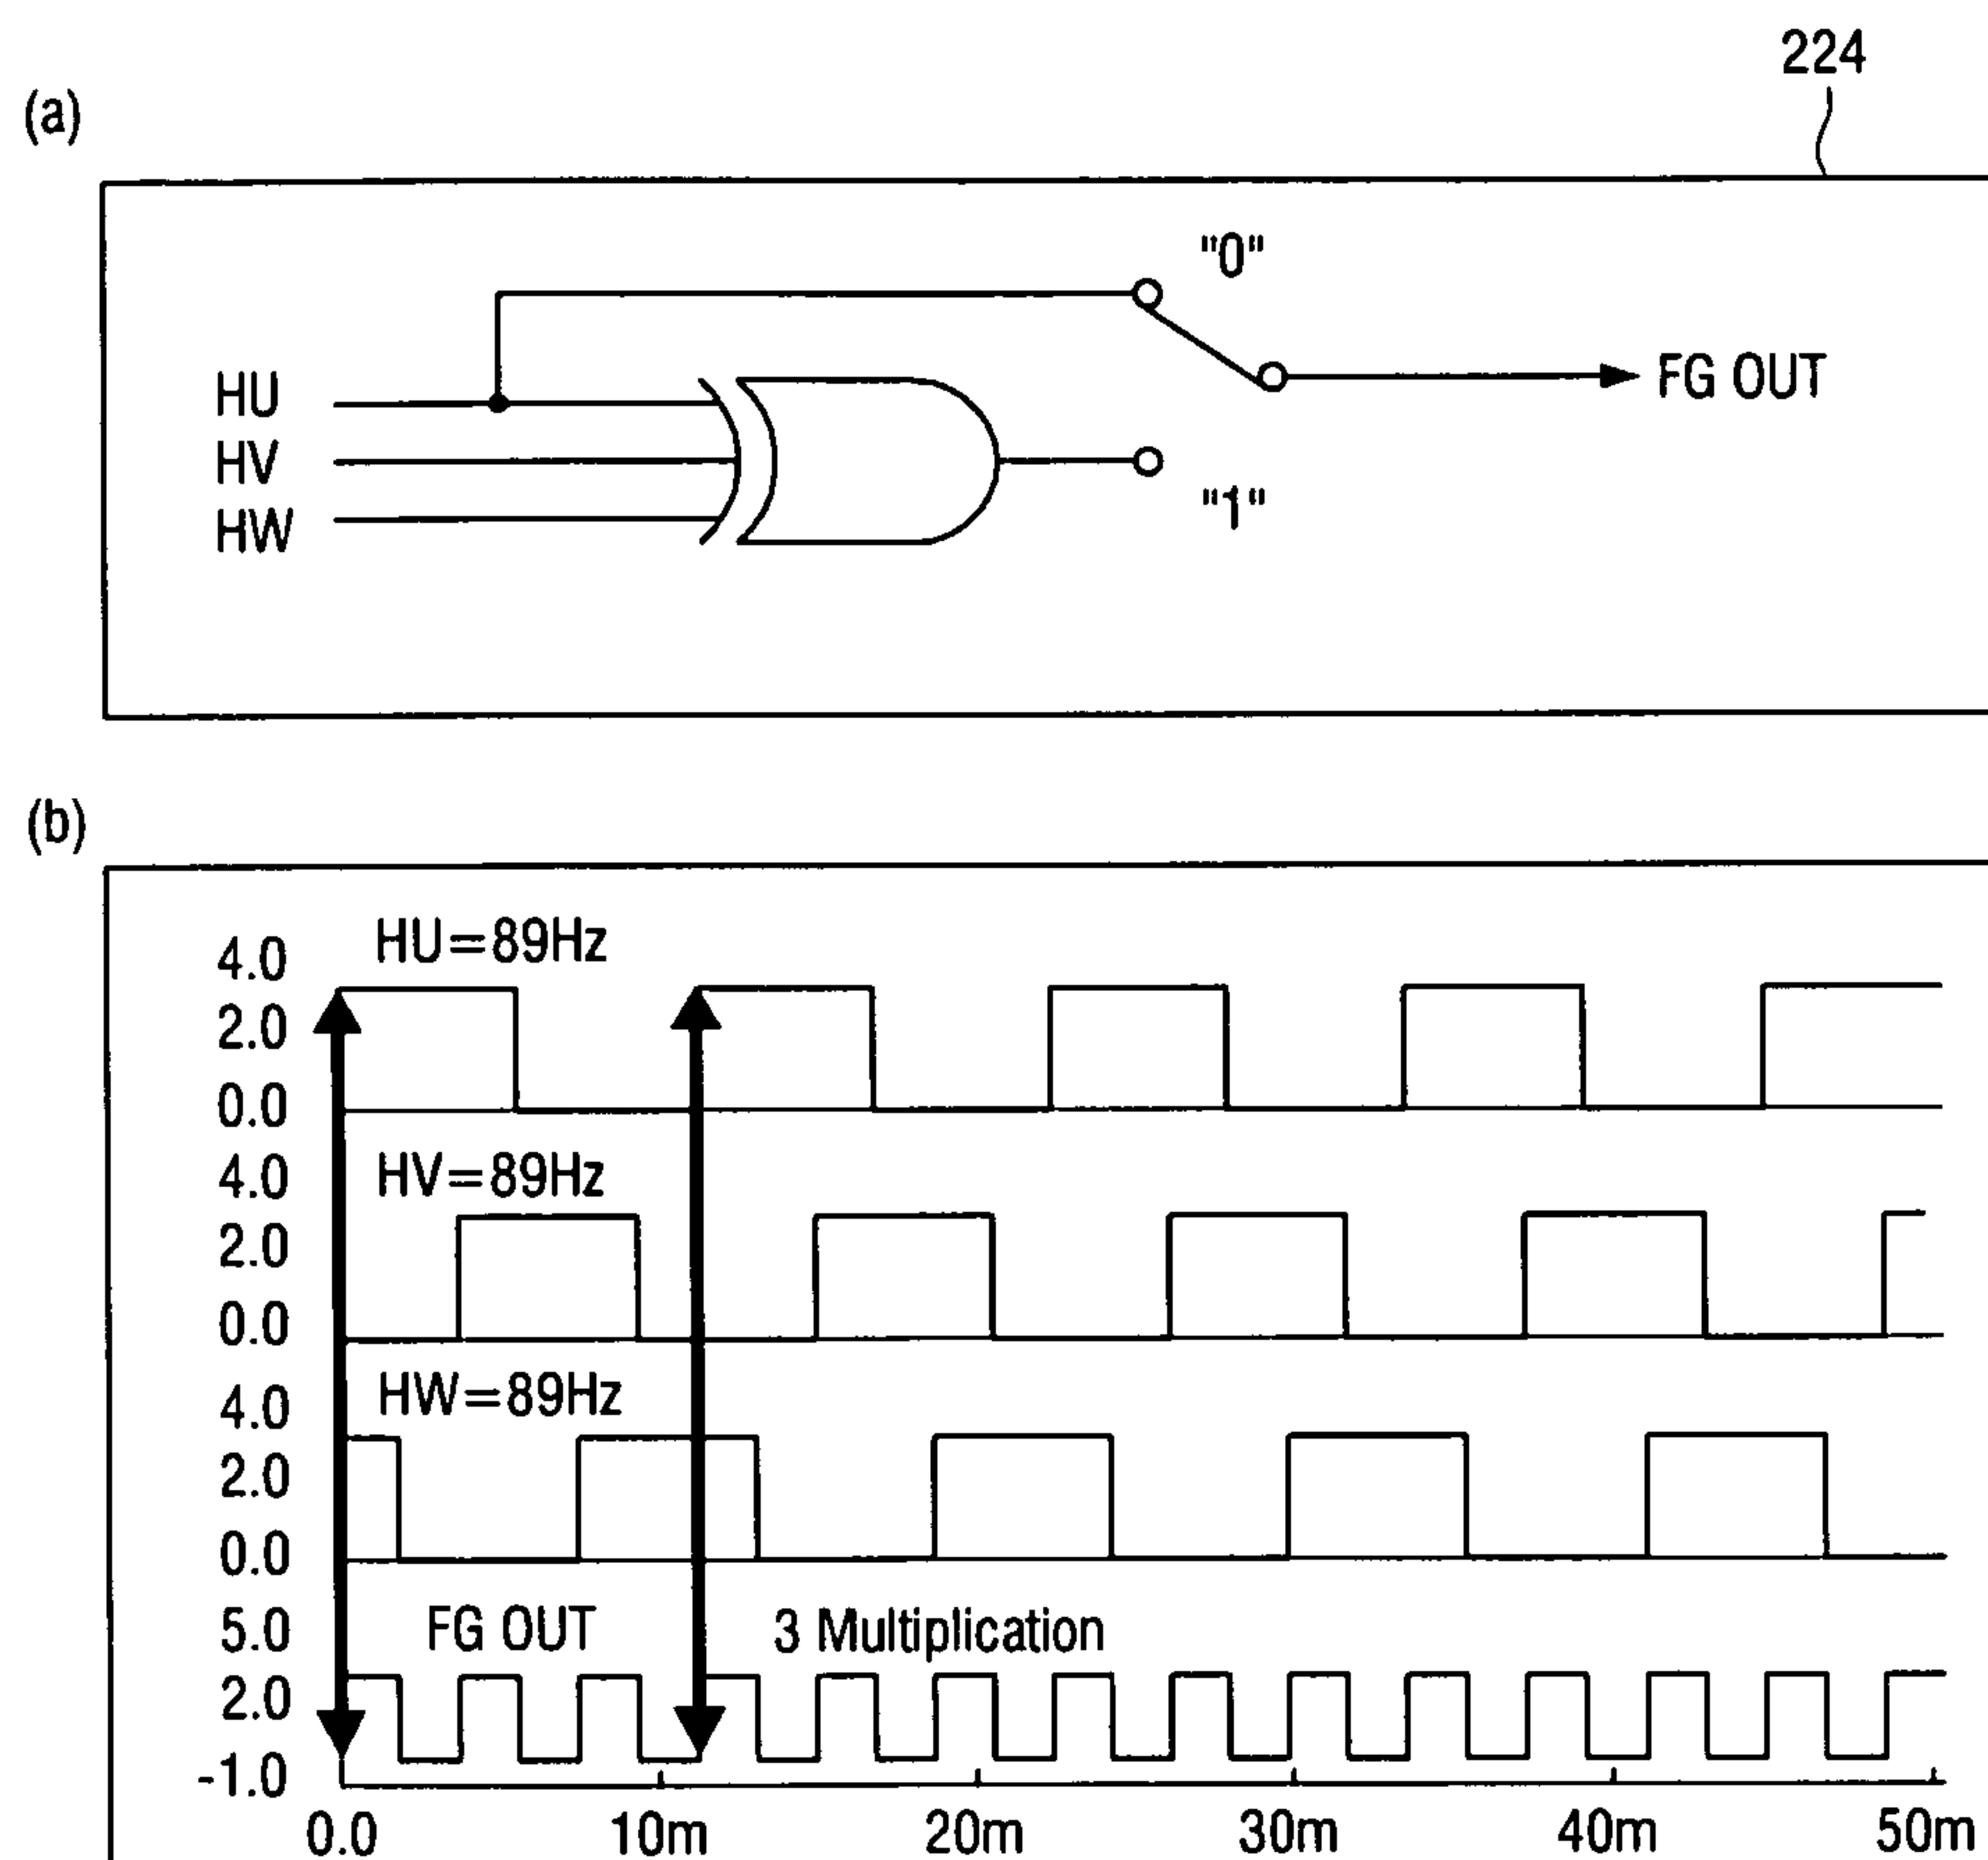 224
(a)
"0"
HU
FG OUT
HV
"1"
HW
(b)
HU=89Hz
4.0
2.0
0.0
HV=89Hz
4.0
2.0
0.0
HW=89Hz
4.0
2.0
0.0
FG OUT
3 Multiplication
5.0
2.0
-1.0
0.0 10m 20m 30m 40m 50m